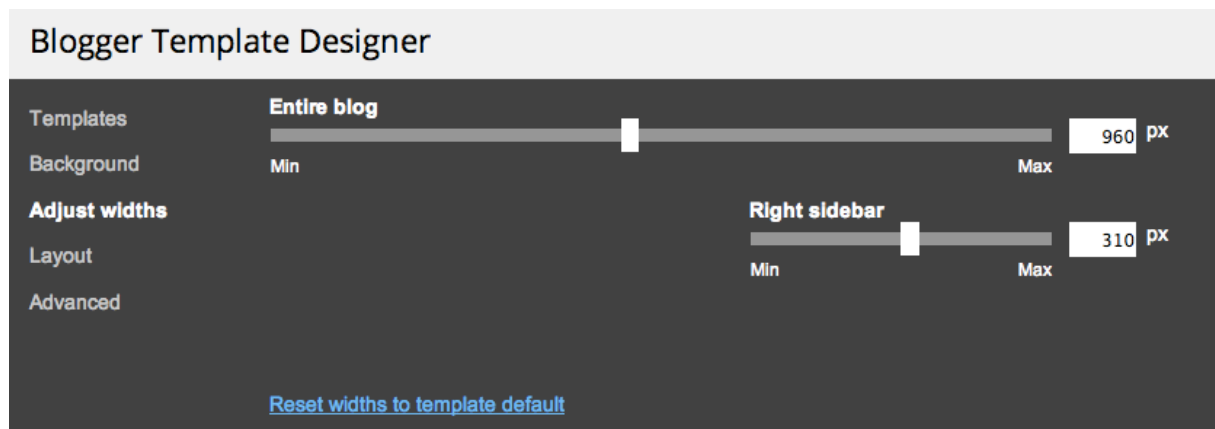 Blogger Template Designer
Templates
Background
Adjust widths
Layout
Advanced
Entire blog
960 px
Min Max
Right sidebar
310 px
Min Max
Reset widths to template default